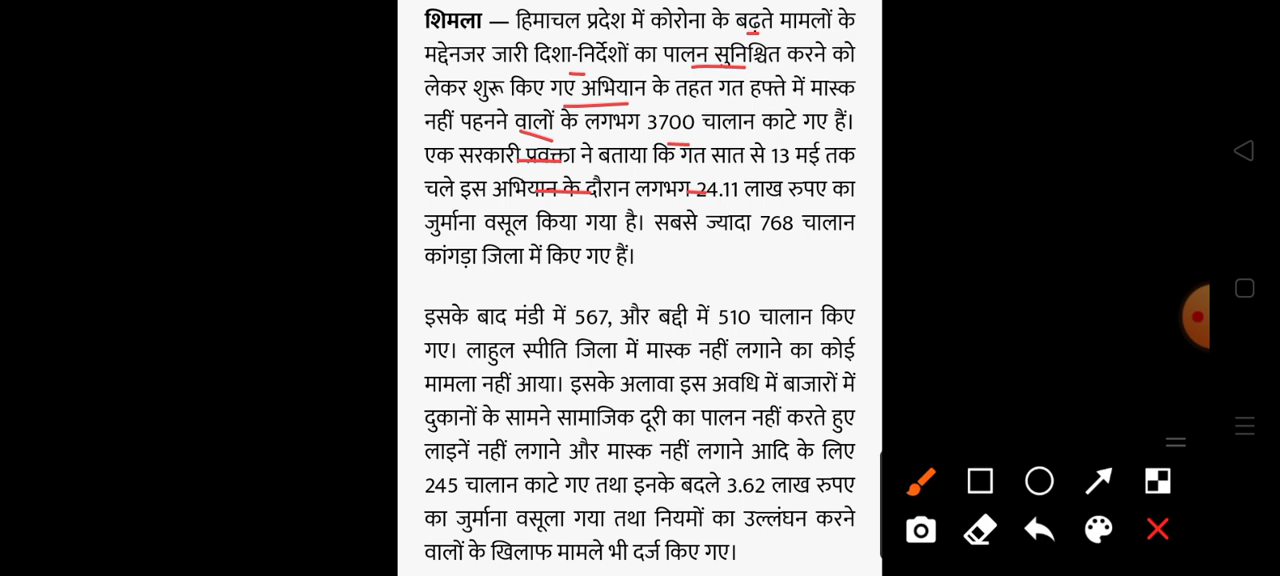 शिमला — हिमाचल प्रदेश में कोरोना के बढ़ते मामलों के
मद्देनजर जारी दिशा-निर्देशों का पालन सुनिश्चित करने को
लेकर शुरू किए गए अभियान के तहत गत हफ्ते में मास्क
नहीं पहनने वालों के लगभग 3700 चालान काटे गए हैं।
एक सरकारी प्रवक्ता ने बताया कि गत सात से 13 मई तक
चले इस अभियान के दौरान लगभग 24.11 लाख रुपए का
जुर्माना वसूल किया गया है। सबसे ज्यादा 768 चालान
कांगड़ा जिला में किए गए हैं।
इसके बाद मंडी में 567, और बद्दी में 510 चालान किए
गए। लाहुल स्पीति जिला में मास्क नहीं लगाने का कोई
मामला नहीं आया। इसके अलावा इस अवधि में बाजारों में
दुकानों के सामने सामाजिक दूरी का पालन नहीं करते हुए
लाइनें नहीं लगाने और मास्क नहीं लगाने आदि के लिए
245 चालान काटे गए तथा इनके बदले 3.62 लाख रुपए
का जुर्माना वसूला गया तथा नियमों का उल्लंघन करने
वालों के खिलाफ मामले भी दर्ज किए गए।